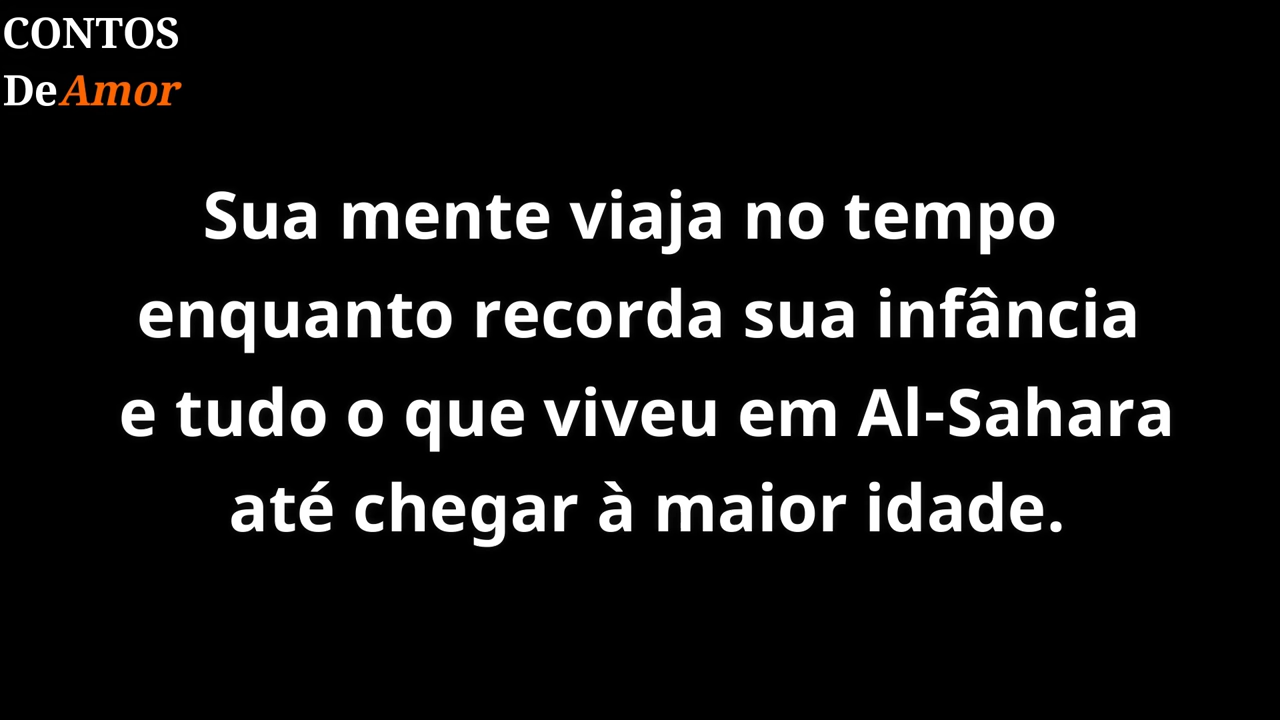 CONTOS
DeAmor
Sua mente viaja no tempo
enquanto recorda sua infância
e tudo o que viveu em Al-Sahara
até chegar à maior idade.